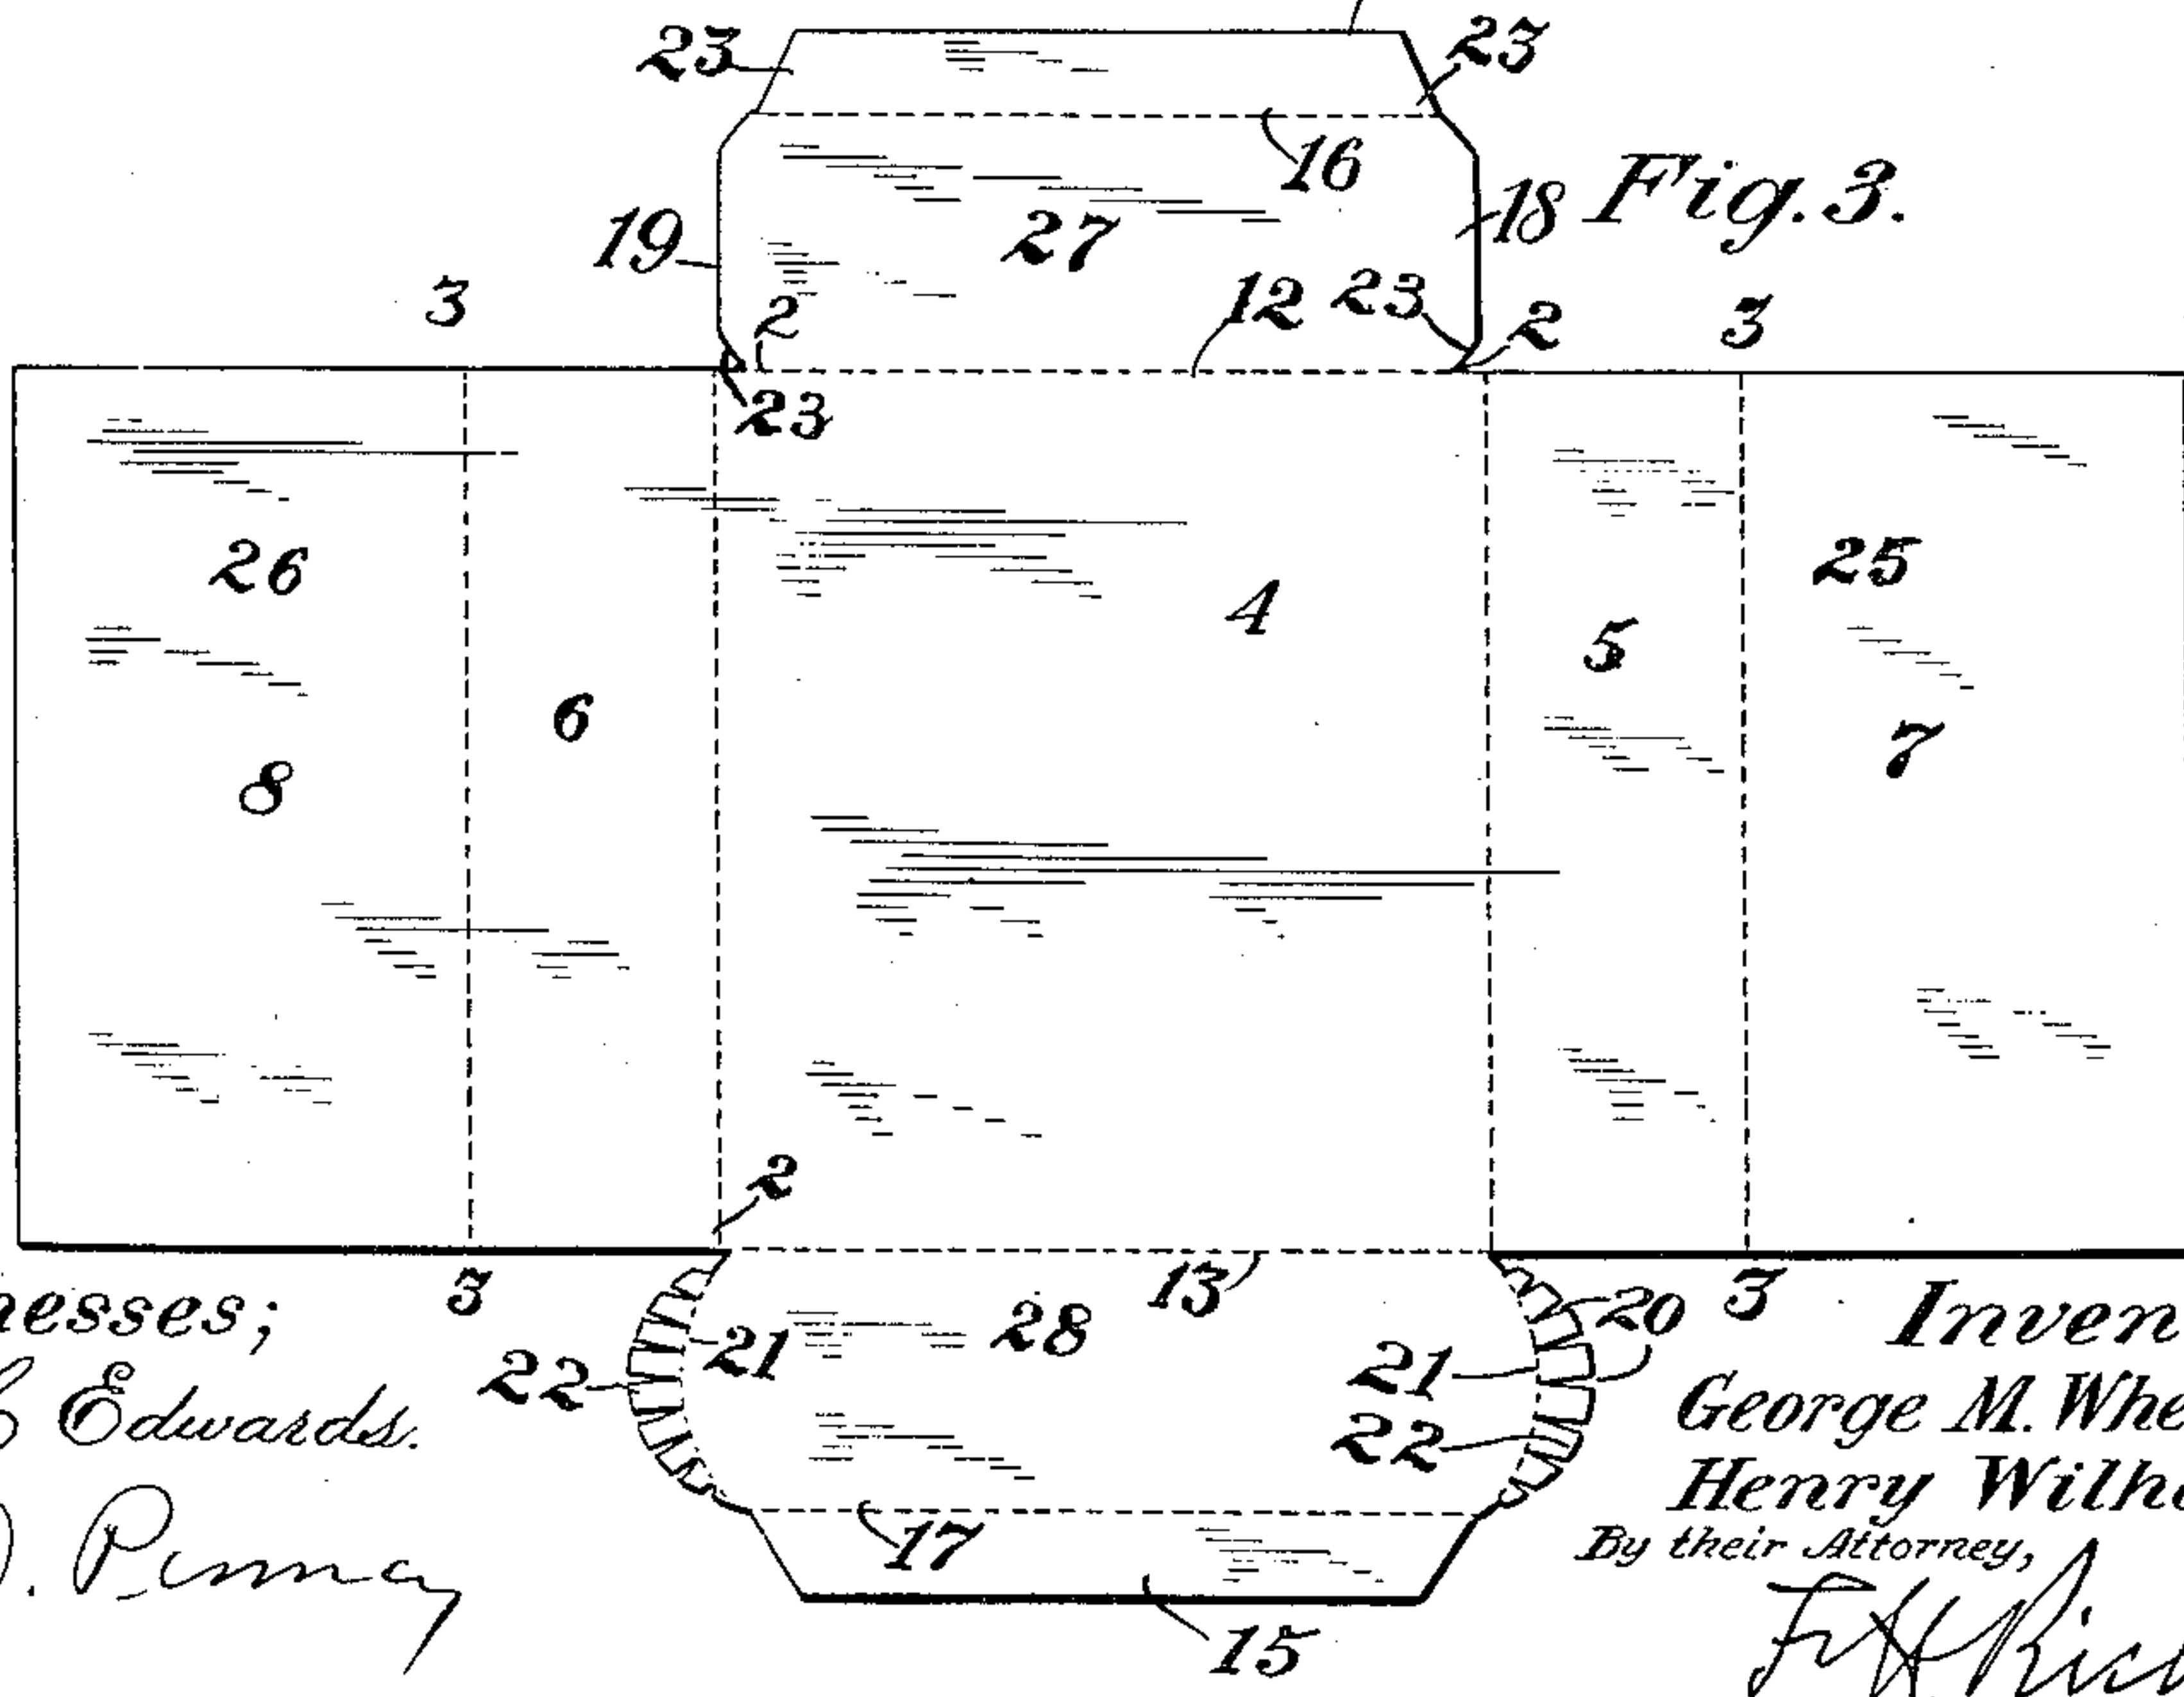 23 23
16
19 27 18 Fig. 3.
3 2 12 23 2 3
23
26 4 25
6 5 7
8
2
3 13 20 3
28
21 21
22 22
17
15
Edwards.
Inven
George M. Whe
Henry Wilh
By their Attorney,